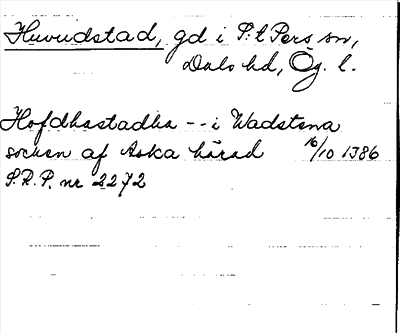 Huvudstad, gd i S:t Pers sn,
Dals hd, Ög. l.
Hofdhastadha -- i Wadstena
socken af Aska härad 16/10 1386
S.R.P. nr 2272